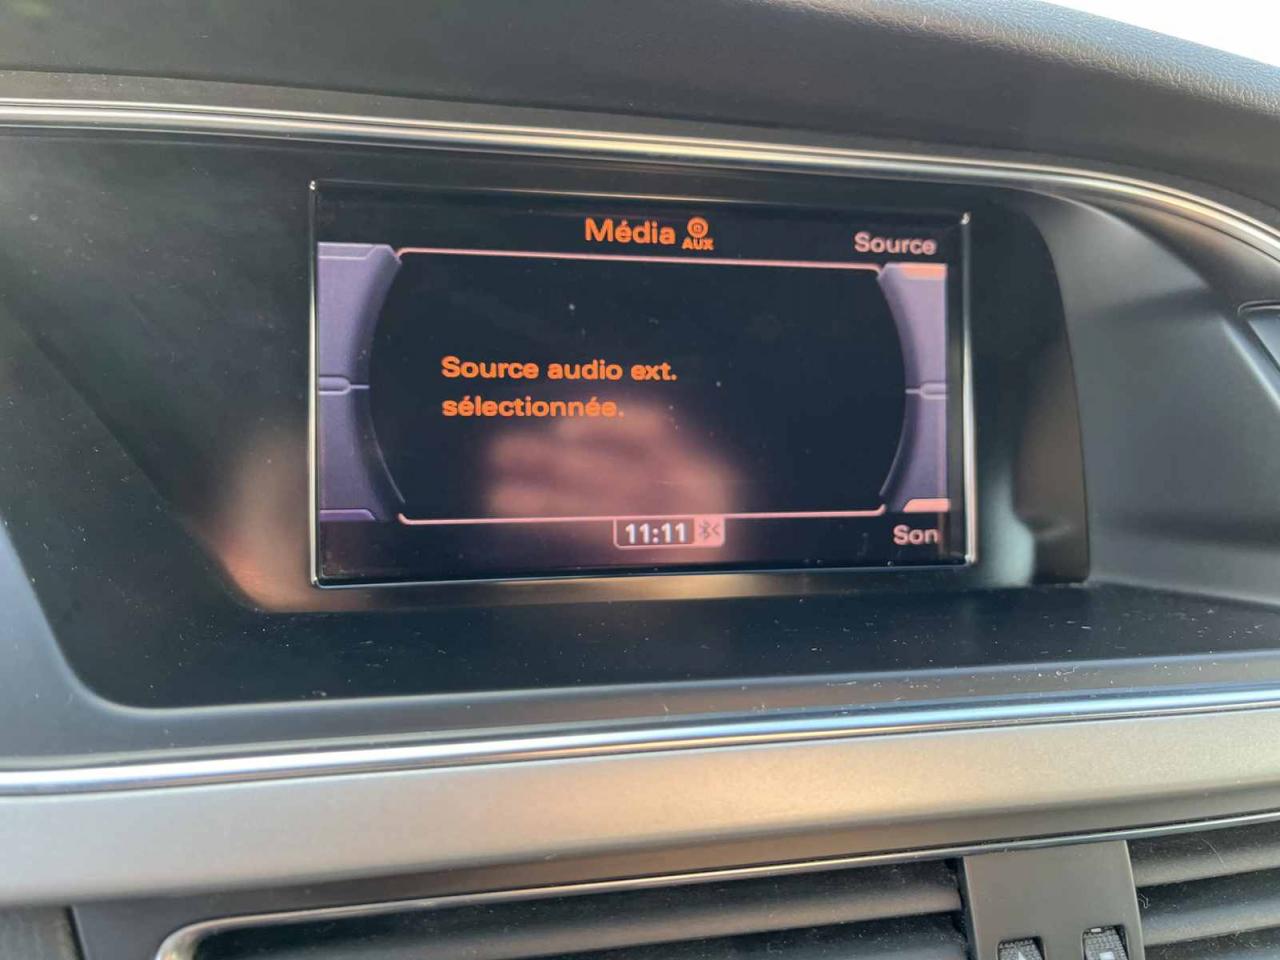 Média AUX
Source
Source audio ext.
sélectionnée.
11:11
Son